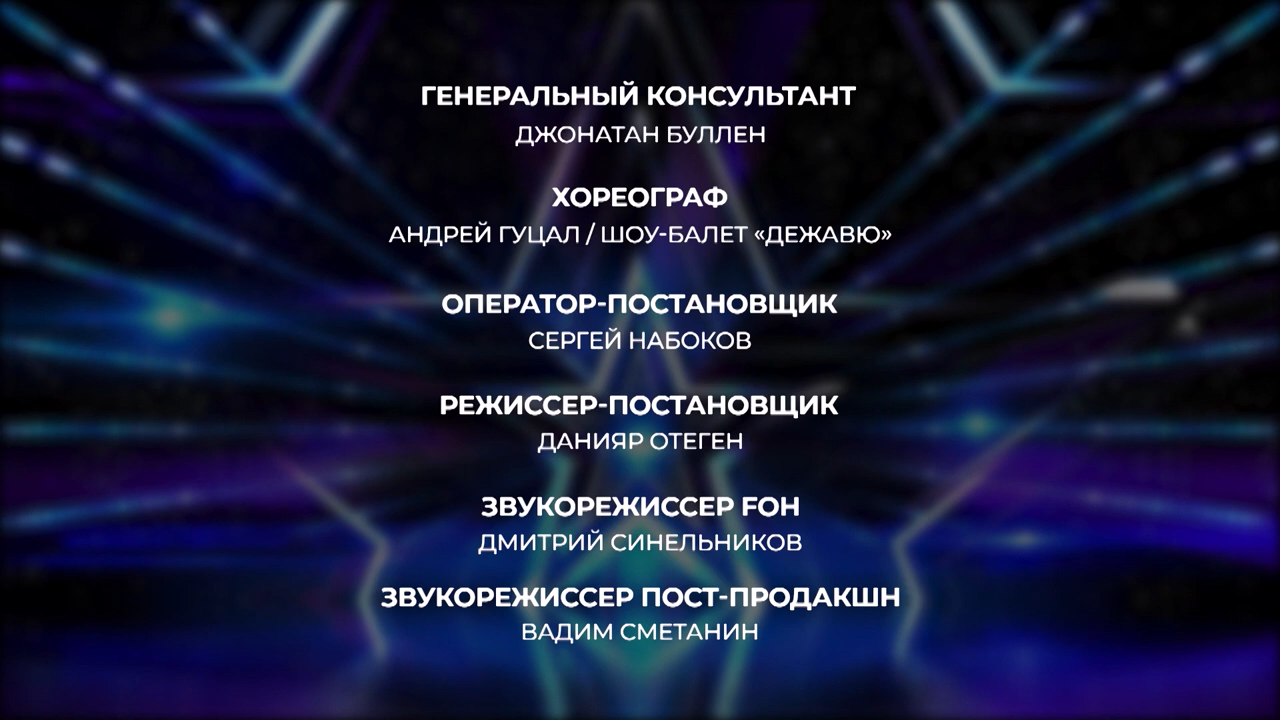 ГЕНЕРАЛЬНЫЙ КОНСУЛЬТАНТ
ДЖОНАТАН БУЛЛЕН
ХОРЕОГРАФ
АНДРЕЙ ГУЦАЛ / ШОУ-БАЛЕТ «ДЕЖАВЮ»
ОПЕРАТОР-ПОСТАНОВЩИК
СЕРГЕЙ НАБОКОВ
РЕЖИССЕР-ПОСТАНОВЩИК
ДАНИЯР ОТЕГЕН
ЗВУКОРЕЖИССЕР FOH
ДМИТРИЙ СИНЕЛЬНИКОВ
ЗВУКОРЕЖИССЕР ПОСТ-ПРОДАКШН
ВАДИМ СМЕТАНИН